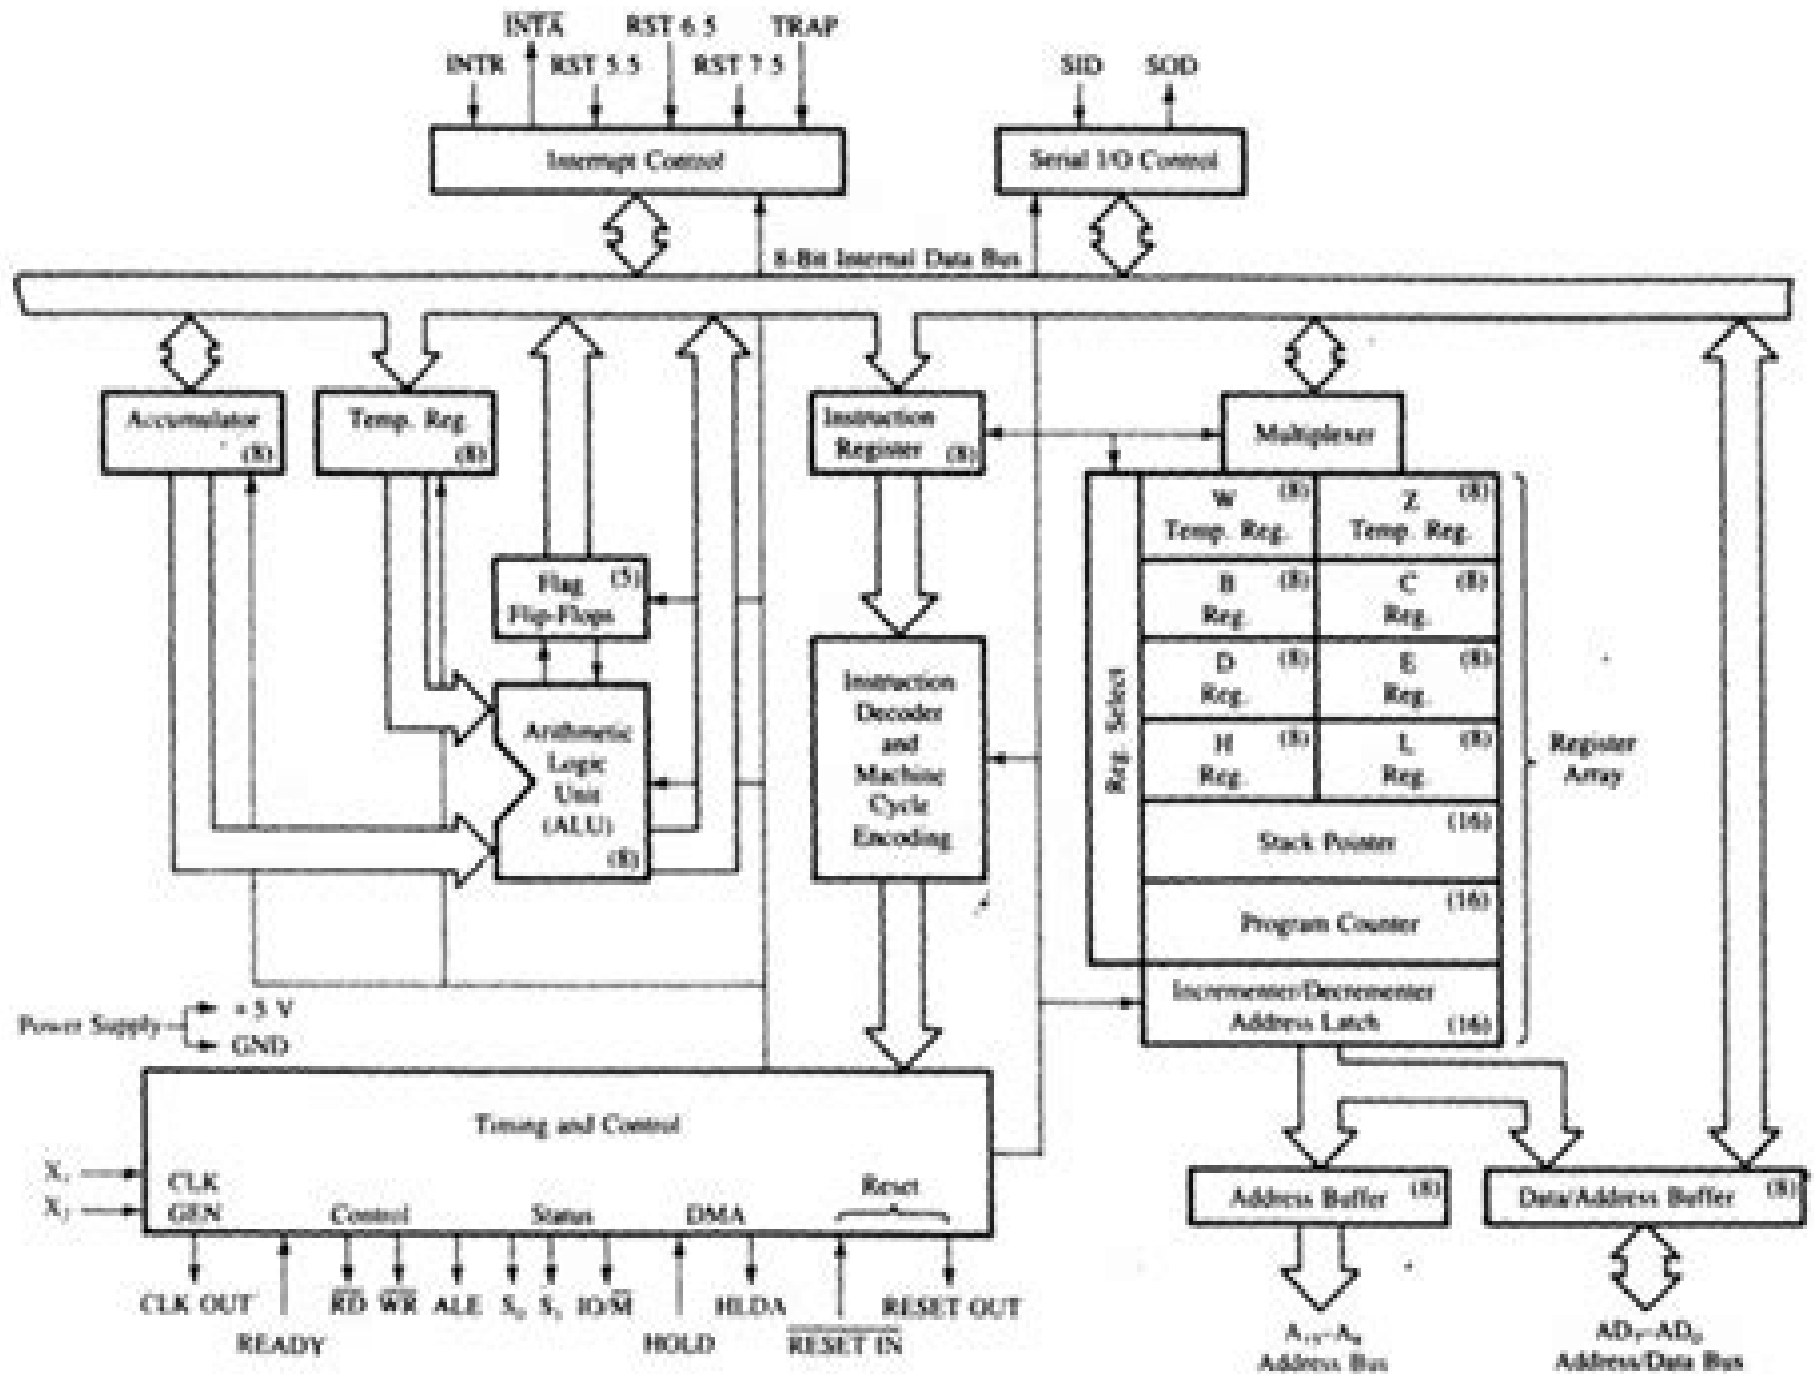 INTA
RST 6.5
TRAP
INTR
RST 5.5
RST 7.5
SID
SOD
Interrupt Control
Serial I/O Control
8-Bit Internal Data Bus
Accumulator
(8)
Temp. Reg.
(8)
Instruction
Register
(8)
Multiplexer
Flag (5)
Flip-Flops
Arithmetic
Logic
Unit
(ALU)
(8)
Instruction
Decoder
and
Machine
Cycle
Encoding
Reg. Select
W (8)
Temp. Reg.
Z (8)
Temp. Reg.
B (8)
Reg.
C (8)
Reg.
D (8)
Reg.
E (8)
Reg.
H (8)
Reg.
L (8)
Reg.
(16)
Stack Pointer
(16)
Program Counter
Incrementer/Decrementer
Address Latch (16)
Register
Array
Power Supply
+5 V
GND
Timing and Control
X₁
X₂
CLK
GEN
Control
Status
DMA
Reset
CLK OUT
READY
RD
WR
ALE
S₀
S₁
IO/M
HOLD
HLDA
RESET IN
RESET OUT
Address Buffer (8)
Data/Address Buffer (8)
A₁₅–A₈
Address Bus
AD₇–AD₀
Address/Data Bus